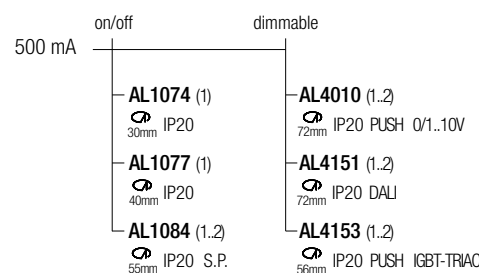 on/off
dimmable
500 mA
AL1074 (1)
30mm IP20
AL1077 (1)
40mm IP20
AL1084 (1..2)
55mm IP20 S.P.
AL4010 (1..2)
72mm IP20 PUSH 0/1..10V
AL4151 (1..2)
72mm IP20 DALI
AL4153 (1..2)
56mm IP20 PUSH IGBT-TRIAC